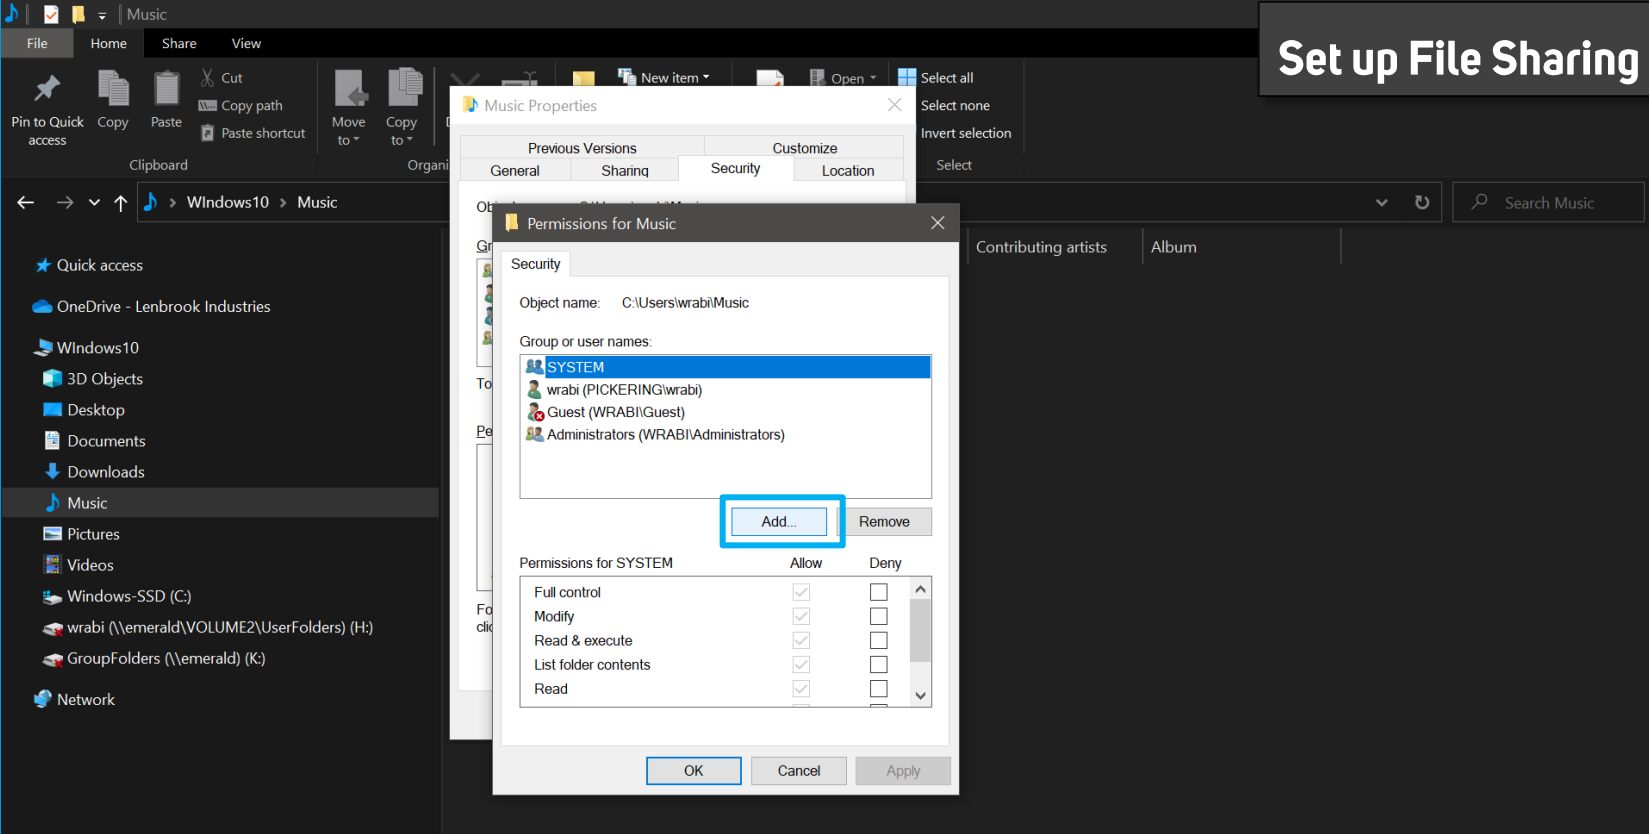 Music
Set up File Sharing
File
Home
Share
View
Pin to Quick access
Copy
Paste
Cut
Copy path
Paste shortcut
Clipboard
Move to
Copy to
Organi
New item
Open
Select all
Select none
Invert selection
Select
WIndows10
Music
Search Music
Quick access
OneDrive - Lenbrook Industries
WIndows10
3D Objects
Desktop
Documents
Downloads
Music
Pictures
Videos
Windows-SSD (C:)
wrabi (\\emerald\VOLUME2\UserFolders) (H:)
GroupFolders (\\emerald) (K:)
Network
Contributing artists
Album
Music Properties
Previous Versions
Customize
General
Sharing
Security
Location
Gr
To
Pe
Fo
clic
Permissions for Music
Security
Object name: C:\Users\wrabi\Music
Group or user names:
SYSTEM
wrabi (PICKERING\wrabi)
Guest (WRABI\Guest)
Administrators (WRABI\Administrators)
Add...
Remove
Permissions for SYSTEM Allow Deny
Full control
Modify
Read & execute
List folder contents
Read
OK
Cancel
Apply